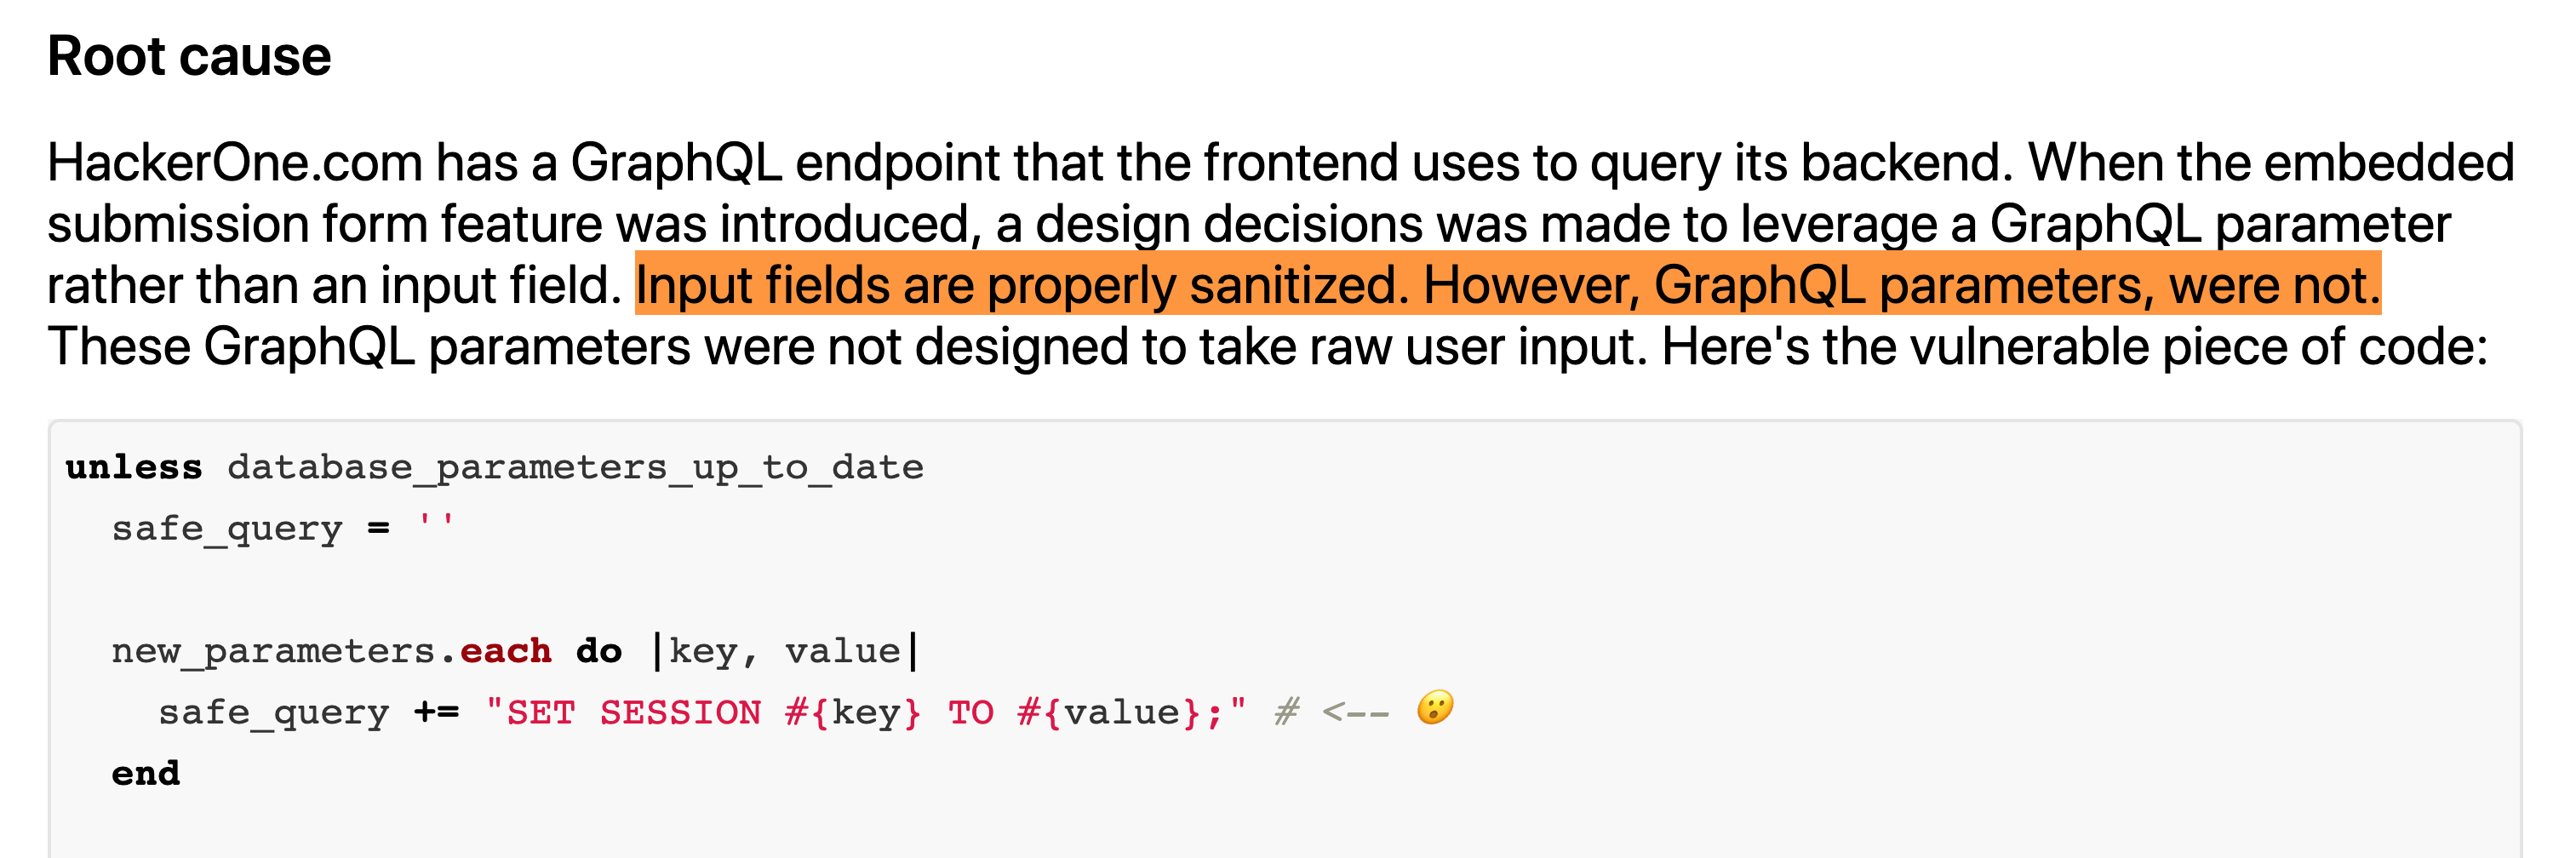 Root cause
HackerOne.com has a GraphQL endpoint that the frontend uses to query its backend. When the embedded
submission form feature was introduced, a design decisions was made to leverage a GraphQL parameter
rather than an input field. Input fields are properly sanitized. However, GraphQL parameters, were not.
These GraphQL parameters were not designed to take raw user input. Here's the vulnerable piece of code:
unless database_parameters_up_to_date
  safe_query = ''
  new_parameters.each do |key, value|
    safe_query += "SET SESSION #{key} TO #{value};" # <-- 😗
  end